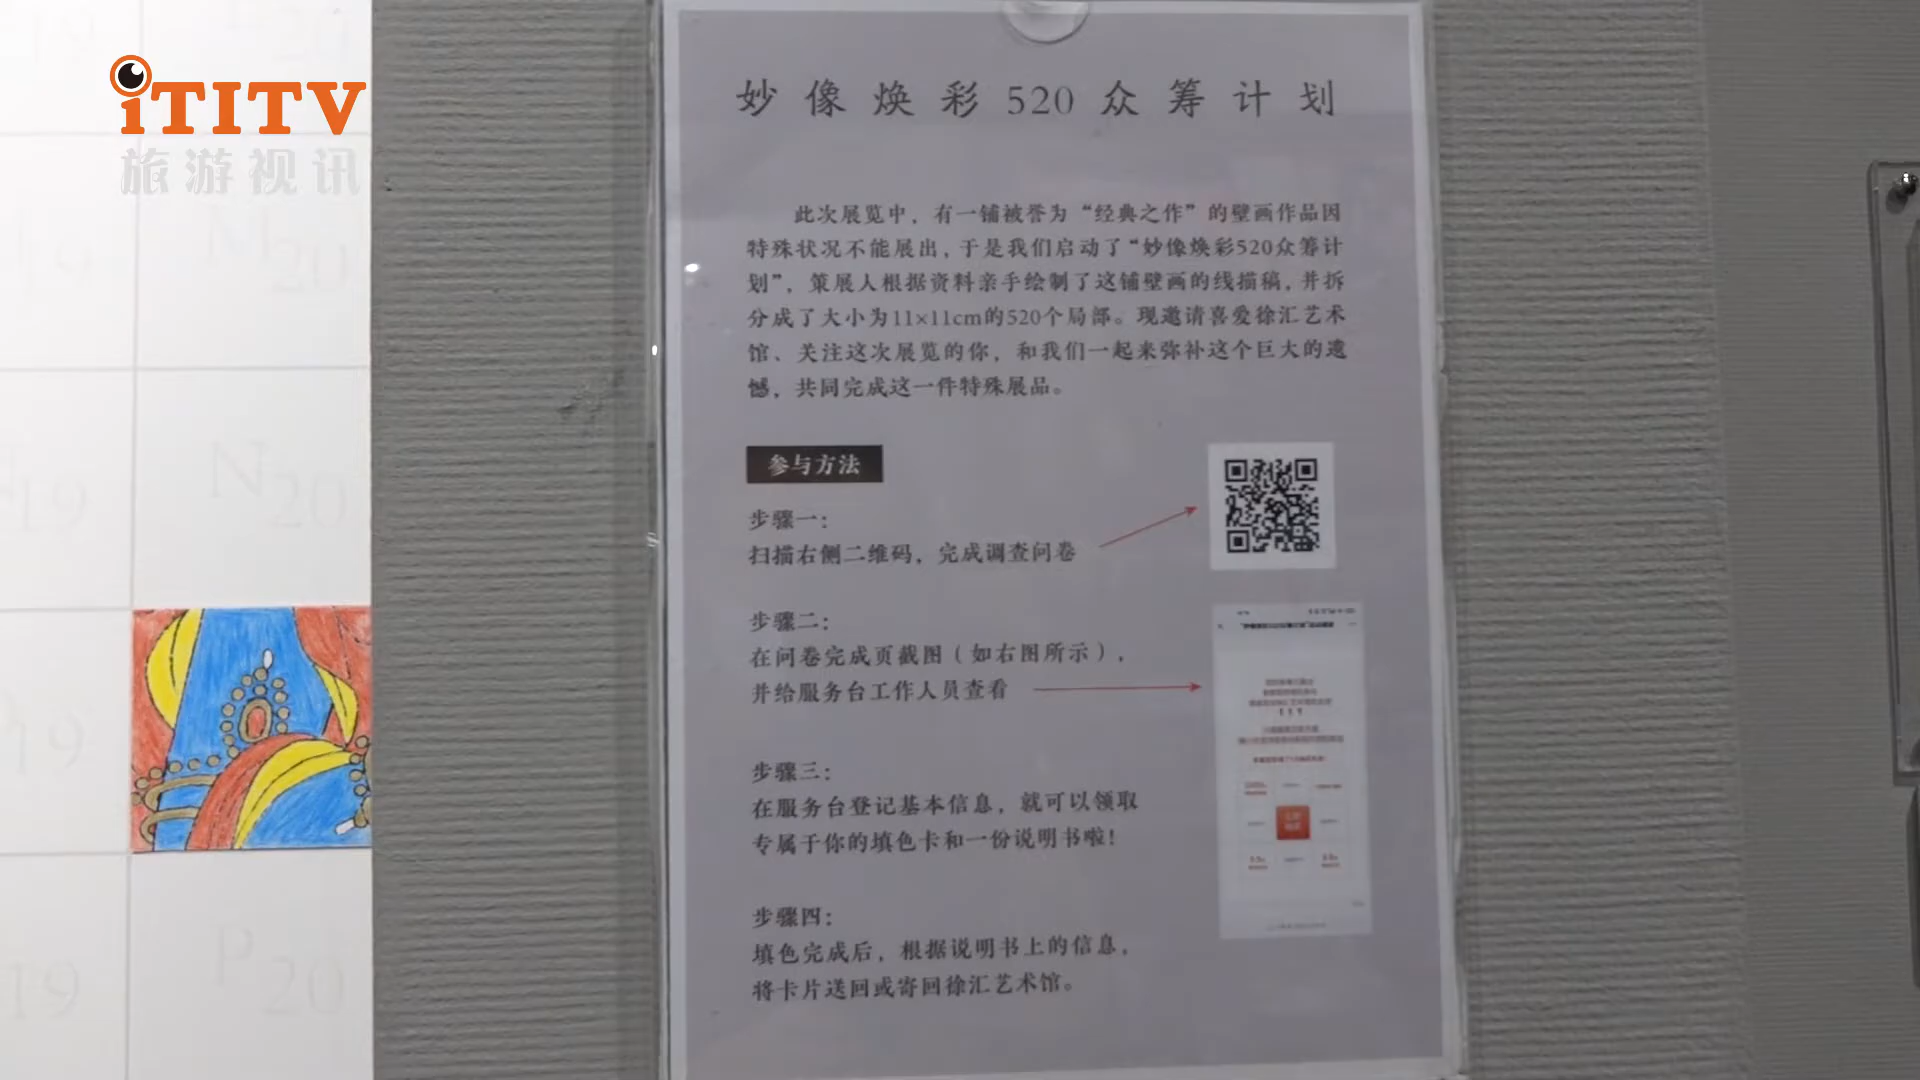 iTITV
旅游视讯
妙像焕彩520众筹计划
此次展览中，有一铺被誉为“经典之作”的壁画作品因
特殊状况不能展出，于是我们启动了“妙像焕彩520众筹计
划”，策展人根据资料亲手绘制了这铺壁画的线描稿，并拆
分成了大小为11×11cm的520个局部。现邀请喜爱徐汇艺术
馆、关注这次展览的你，和我们一起来弥补这个巨大的遗
憾，共同完成这一件特殊展品。
参与方法
步骤一：
扫描右侧二维码，完成调查问卷
步骤二：
在问卷完成页截图（如右图所示），
并给服务台工作人员查看
步骤三：
在服务台登记基本信息，就可以领取
专属于你的填色卡和一份说明书啦！
步骤四：
填色完成后，根据说明书上的信息，
将卡片送回或寄回徐汇艺术馆。
19
M20
19
N20
19
19
P20